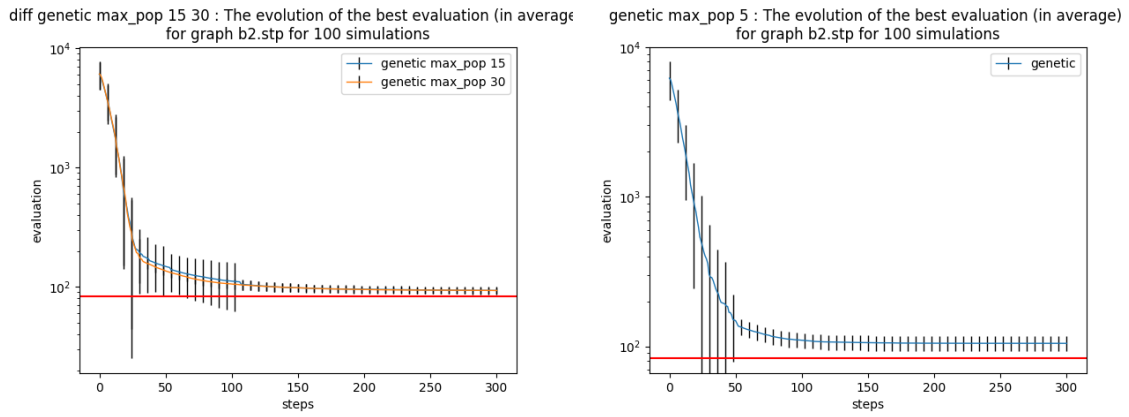 diff genetic max_pop 15 30 : The evolution of the best evaluation (in average
for graph b2.stp for 100 simulations
10⁴
10³
10²
evaluation
genetic max_pop 15
genetic max_pop 30
0 50 100 150 200 250 300
steps
genetic max_pop 5 : The evolution of the best evaluation (in average)
for graph b2.stp for 100 simulations
10⁴
10³
10²
evaluation
genetic
0 50 100 150 200 250 300
steps